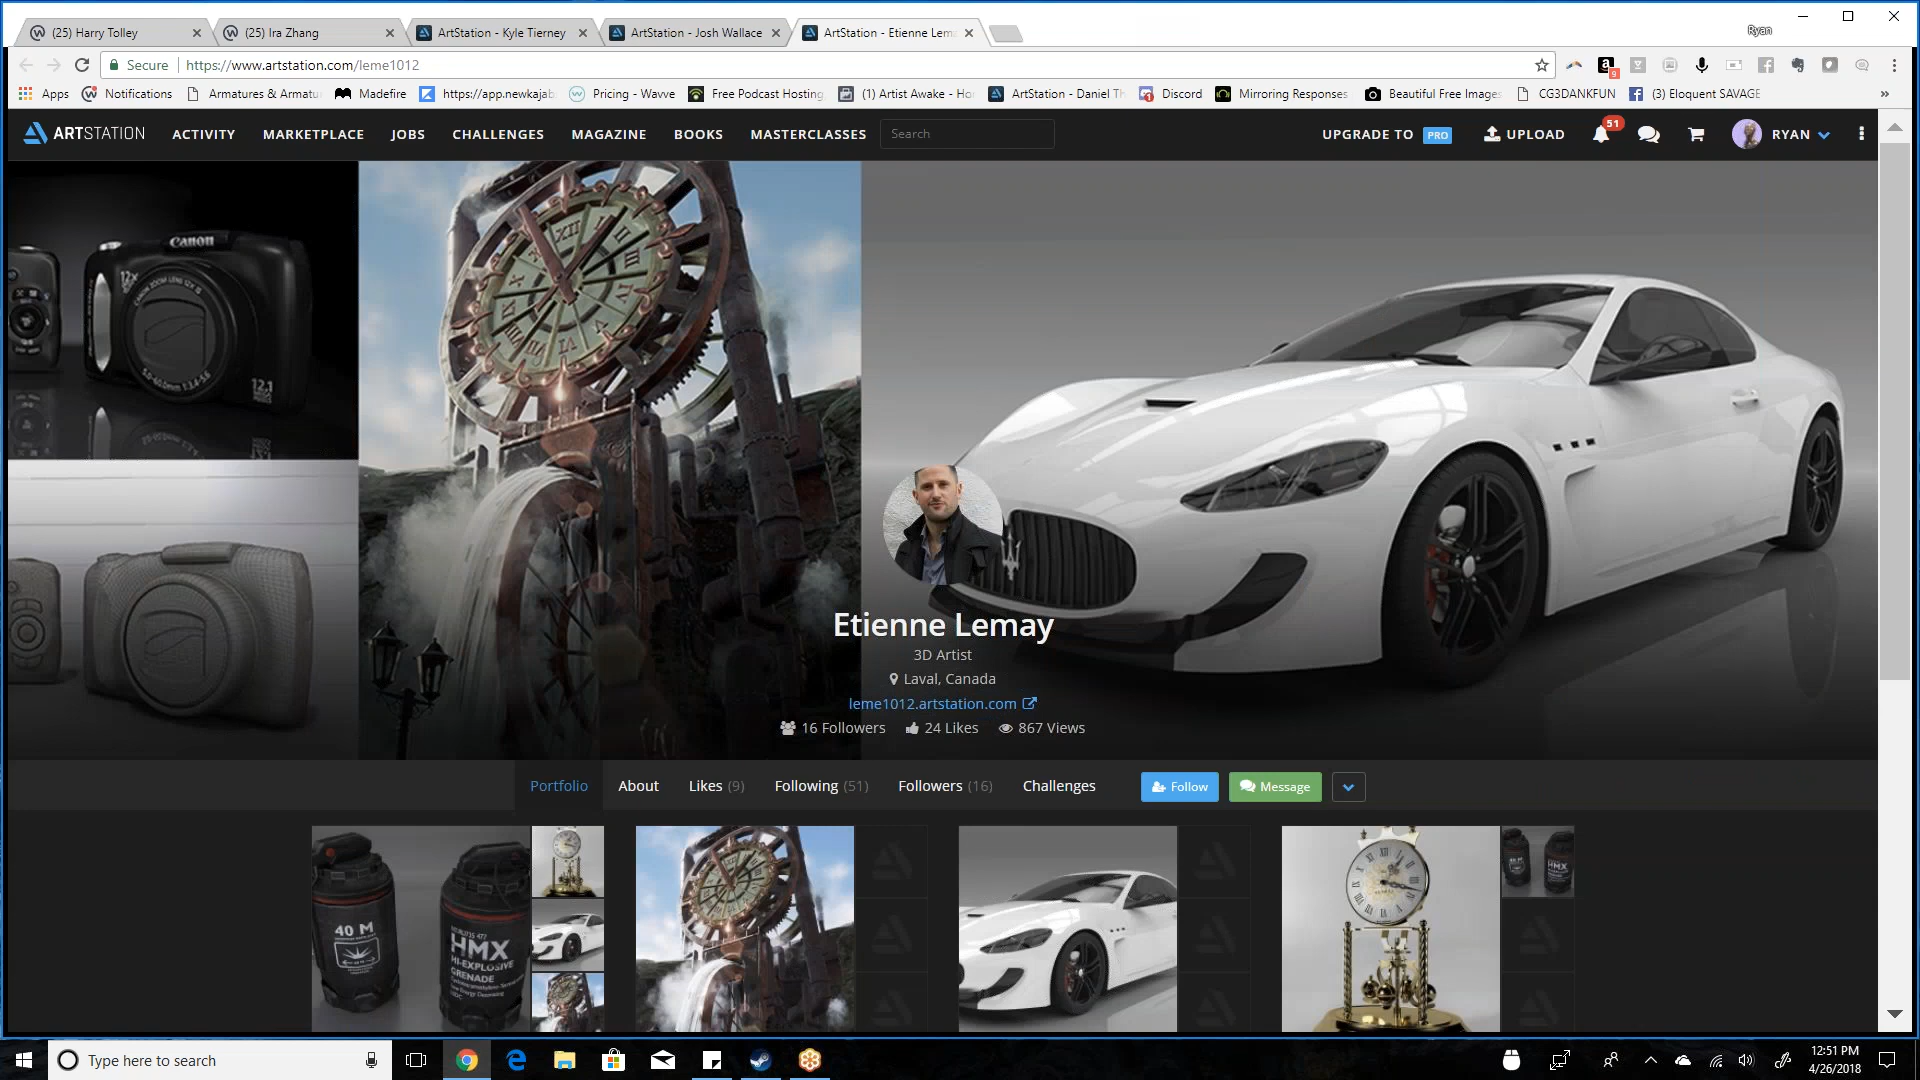 (25) Harry Tolley
(25) Ira Zhang
ArtStation - Kyle Tierney
ArtStation - Josh Wallace
ArtStation - Etienne Lem
Ryan
Secure
https://www.artstation.com/leme1012
Apps
Notifications
Armatures & Armatu
Madefire
https://app.newkajab
Pricing - Wavve
Free Podcast Hosting
(1) Artist Awake - Ho
ArtStation - Daniel Th
Discord
Mirroring Responses
Beautiful Free Images
CG3DANKFUN
(3) Eloquent SAVAGE
ARTSTATION
ACTIVITY
MARKETPLACE
JOBS
CHALLENGES
MAGAZINE
BOOKS
MASTERCLASSES
Search
UPGRADE TO PRO
UPLOAD
51
RYAN
Canon
12x
CANON ZOOM LENS 12x IS
5.0-60.0mm 1:3.4-5.6
12.1
Etienne Lemay
3D Artist
Laval, Canada
leme1012.artstation.com
16 Followers
24 Likes
867 Views
Portfolio
About
Likes (9)
Following (51)
Followers (16)
Challenges
Follow
Message
40 M
HMX
HI-EXPLOSIVE
GRENADE
Type here to search
12:51 PM
4/26/2018